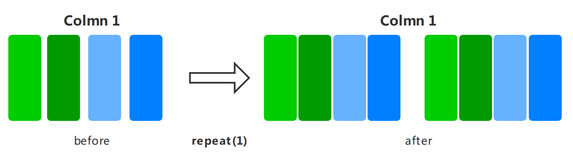 Colmn 1
Colmn 1
before
repeat(1)
after